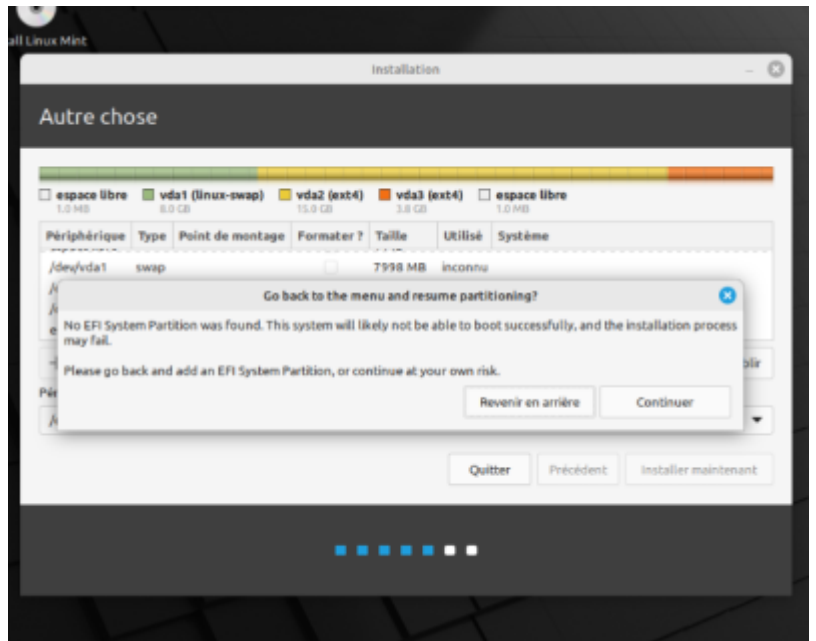 all Linux Mint
Installation
Autre chose
espace libre vda1 (linux-swap) vda2 (ext4) vda3 (ext4) espace libre
1.0 MB 8.0 GB 15.0 GB 3.8 GB 1.0 MB
Périphérique Type Point de montage Formater ? Taille Utilisé Système
/dev/vda1 swap 7998 MB inconnu
Go back to the menu and resume partitioning?
No EFI System Partition was found. This system will likely not be able to boot successfully, and the installation process
may fail.
Please go back and add an EFI System Partition, or continue at your own risk.
Revenir en arrière Continuer
Quitter Précédent Installer maintenant